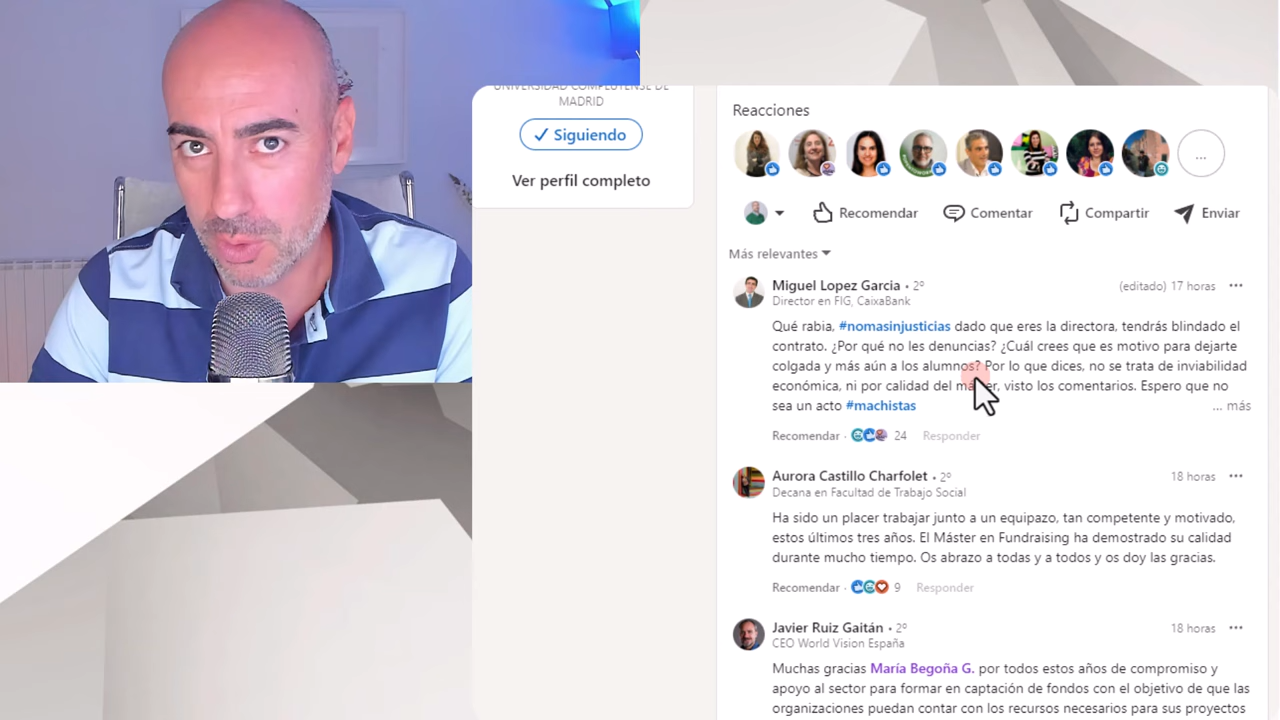 UNIVERSIDAD COMPLUTENSE DE
MADRID
Siguiendo
Ver perfil completo
Reacciones
...
Recomendar
Comentar
Compartir
Enviar
Más relevantes
Miguel Lopez Garcia • 2º
(editado) 17 horas
Director en FIG, CaixaBank
Qué rabia, #nomasinjusticias dado que eres la directora, tendrás blindado el
contrato. ¿Por qué no les denuncias? ¿Cuál crees que es motivo para dejarte
colgada y más aún a los alumnos? Por lo que dices, no se trata de inviabilidad
económica, ni por calidad del máster, visto los comentarios. Espero que no
sea un acto #machistas
... más
Recomendar · 24 Responder
Aurora Castillo Charfolet • 2º
18 horas
Decana en Facultad de Trabajo Social
Ha sido un placer trabajar junto a un equipazo, tan competente y motivado,
estos últimos tres años. El Máster en Fundraising ha demostrado su calidad
durante mucho tiempo. Os abrazo a todas y a todos y os doy las gracias.
Recomendar · 9 Responder
Javier Ruiz Gaitán • 2º
18 horas
CEO World Vision España
Muchas gracias María Begoña G. por todos estos años de compromiso y
apoyo al sector para formar en captación de fondos con el objetivo de que las
organizaciones puedan contar con los recursos necesarios para sus proyectos